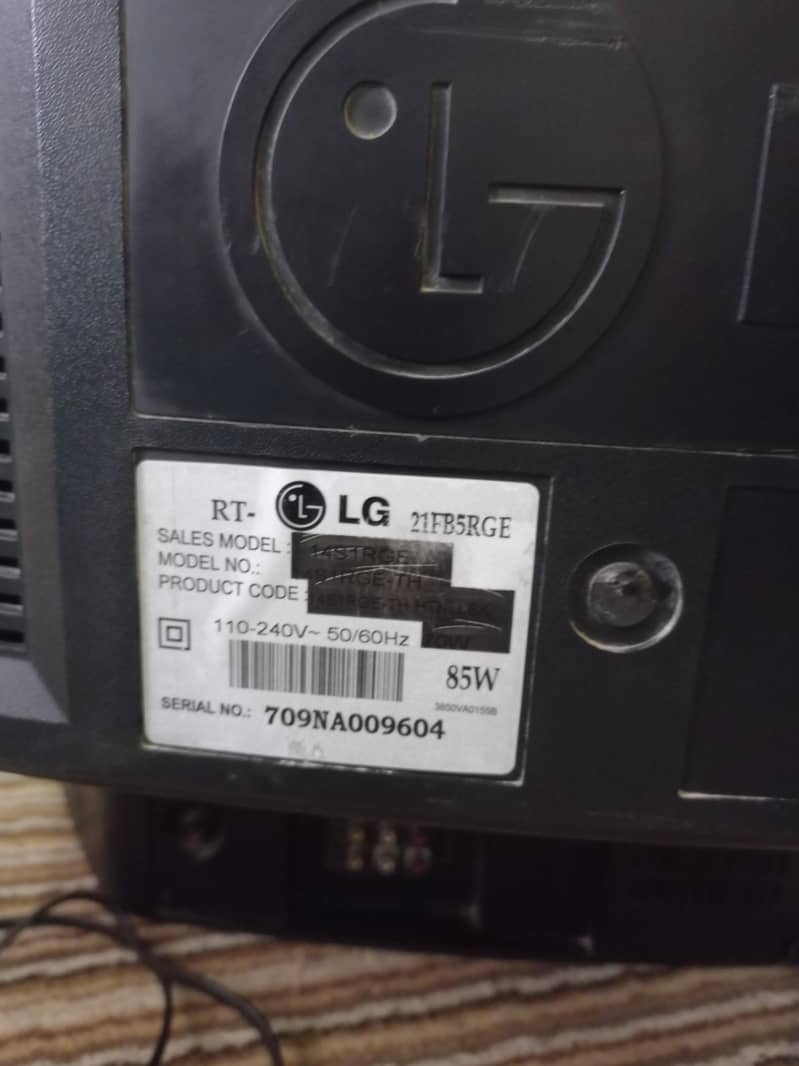 LG
RT- LG 21FB5RGE
SALES MODEL :
MODEL NO.:
PRODUCT CODE :
110-240V~ 50/60Hz 70W
85W
3850VA0155B
SERIAL NO.: 709NA009604